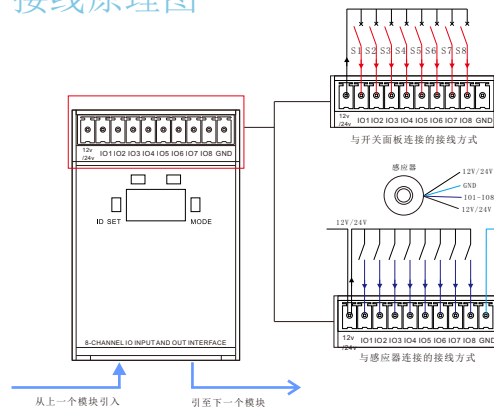 接线原理图
S1 S2 S3 S4 S5 S6 S7 S8
12v
/24v
IO1 IO2 IO3 IO4 IO5 IO6 IO7 IO8 GND
与开关面板连接的接线方式
12v
/24v
IO1 IO2 IO3 IO4 IO5 IO6 IO7 IO8 GND
ID SET
MODE
8-CHANNEL IO INPUT AND OUT INTERFACE
从上一个模块引入
引至下一个模块
感应器
12V/24V
GND
IO1-IO8
12V/24V
12V/24V
12v
/24v
IO1 IO2 IO3 IO4 IO5 IO6 IO7 IO8 GND
与感应器连接的接线方式